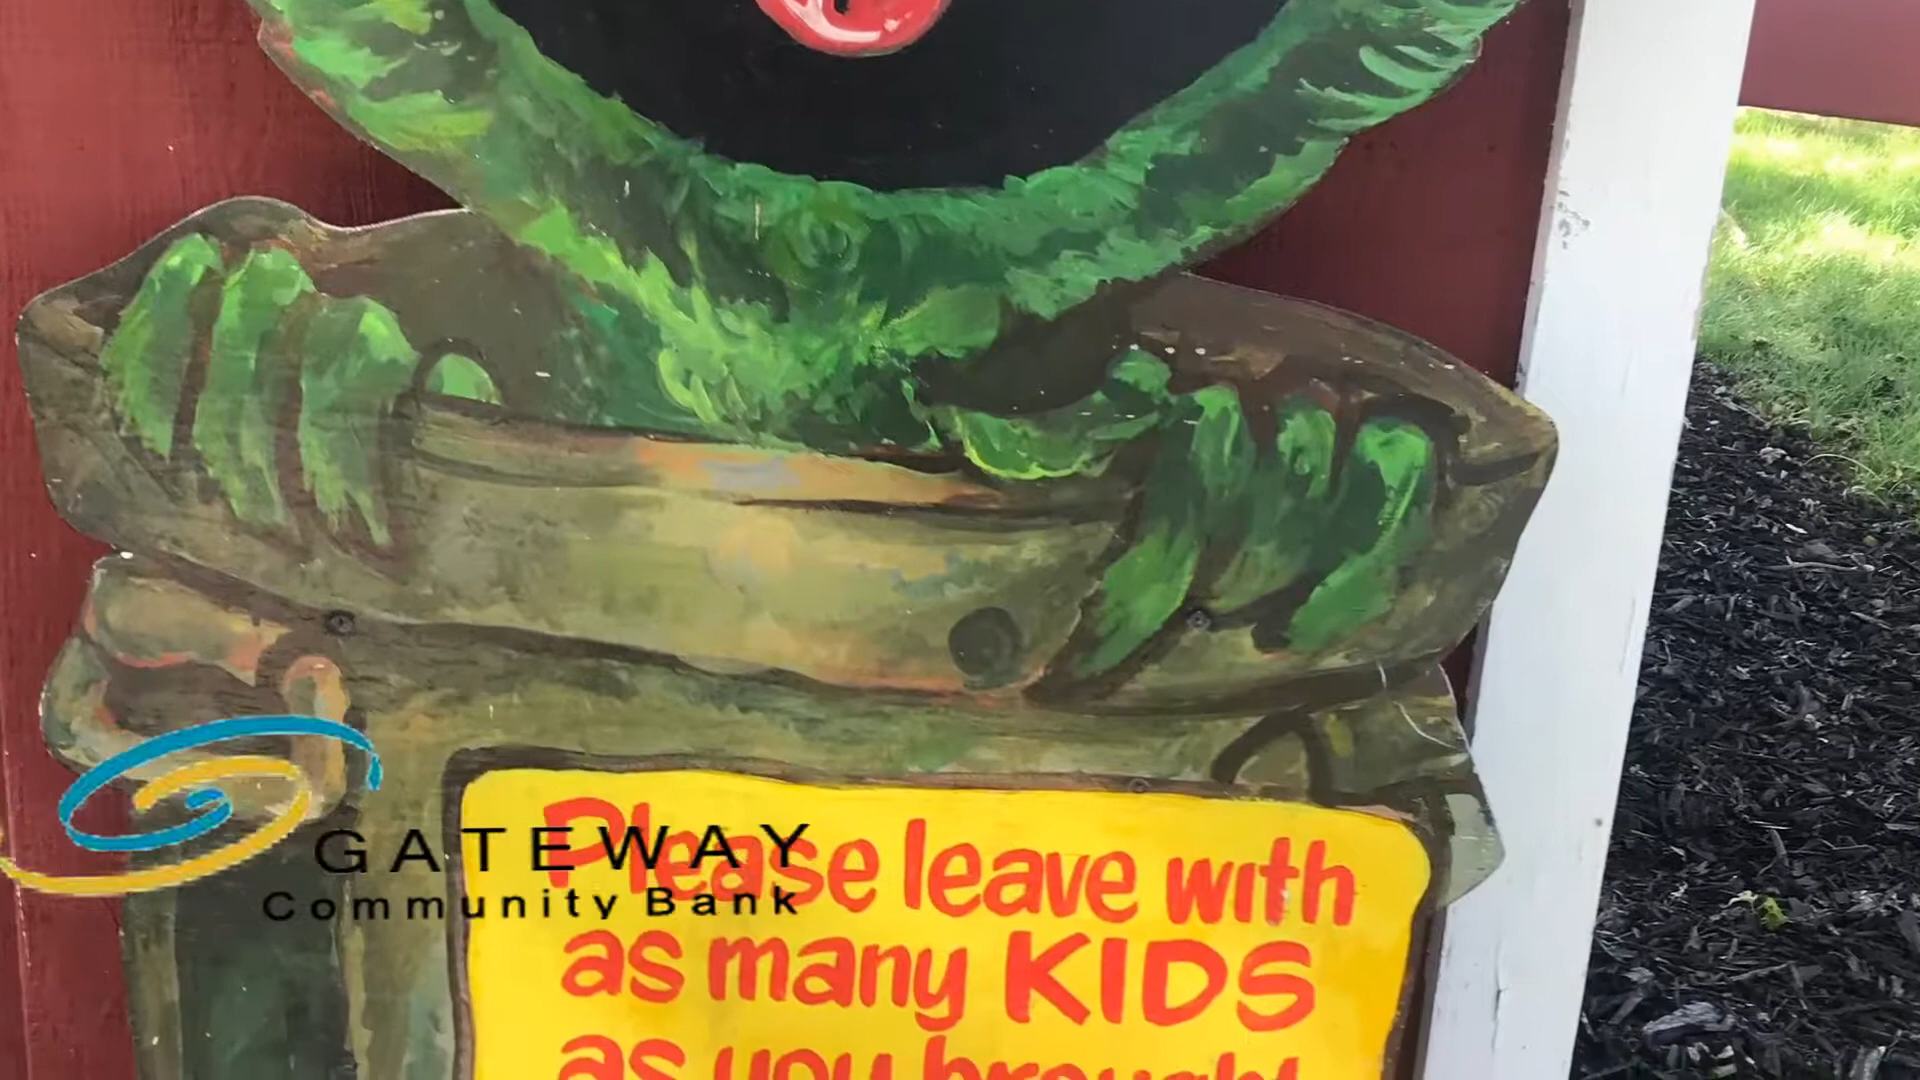 GATEWAY
Community Bank
Please leave with
as many KIDS
as you brought